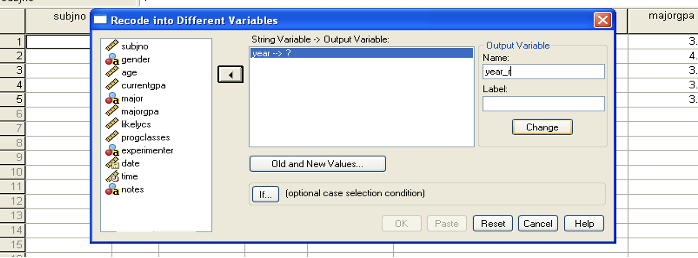 subjno
majorgpa
Recode into Different Variables
subjno
gender
age
currentgpa
major
majorgpa
likelycs
progclasses
experimenter
date
time
notes
String Variable -> Output Variable:
year --> ?
Output Variable
Name:
year_r
Label:
Change
Old and New Values...
If... (optional case selection condition)
OK Paste Reset Cancel Help
1 3.
2 4.
3 3.
4 3.
5 3.
6
7
8
9
10
11
12
13
14
15